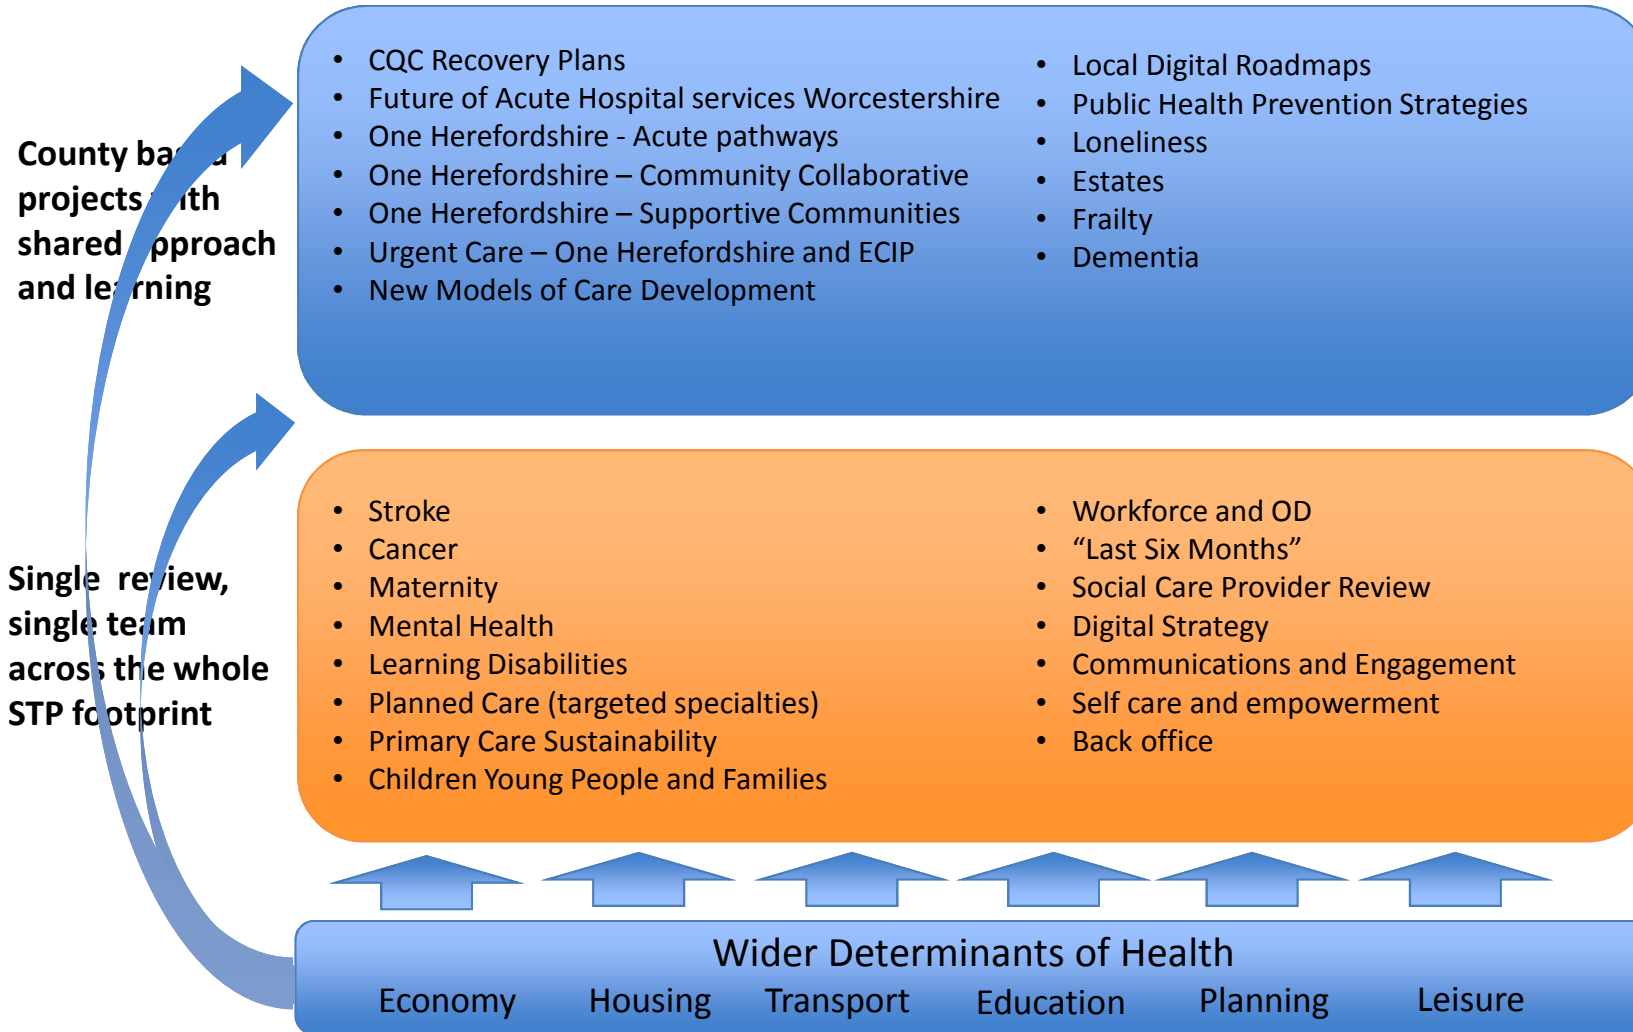 County based
projects with
shared approach
and learning
• CQC Recovery Plans
• Future of Acute Hospital services Worcestershire
• One Herefordshire - Acute pathways
• One Herefordshire – Community Collaborative
• One Herefordshire – Supportive Communities
• Urgent Care – One Herefordshire and ECIP
• New Models of Care Development
• Local Digital Roadmaps
• Public Health Prevention Strategies
• Loneliness
• Estates
• Frailty
• Dementia
Single review,
single team
across the whole
STP footprint
• Stroke
• Cancer
• Maternity
• Mental Health
• Learning Disabilities
• Planned Care (targeted specialties)
• Primary Care Sustainability
• Children Young People and Families
• Workforce and OD
• “Last Six Months”
• Social Care Provider Review
• Digital Strategy
• Communications and Engagement
• Self care and empowerment
• Back office
Wider Determinants of Health
Economy Housing Transport Education Planning Leisure